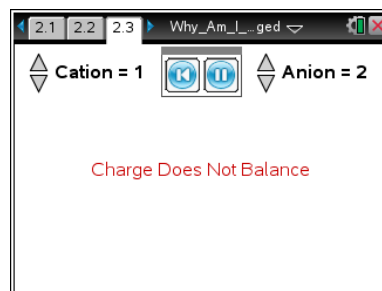 2.1 2.2 2.3 Why_Am_I_...ged
Cation = 1 Anion = 2
Charge Does Not Balance